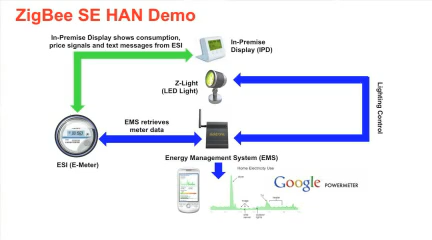 ZigBee SE HAN Demo
In-Premise Display shows consumption,
price signals and text messages from ESI
In-Premise
Display (IPD)
Z-Light
(LED Light)
Lighting Control
EMS retrieves
meter data
ESI (E-Meter)
Energy Management System (EMS)
Home Electricity Use
Google POWERMETER